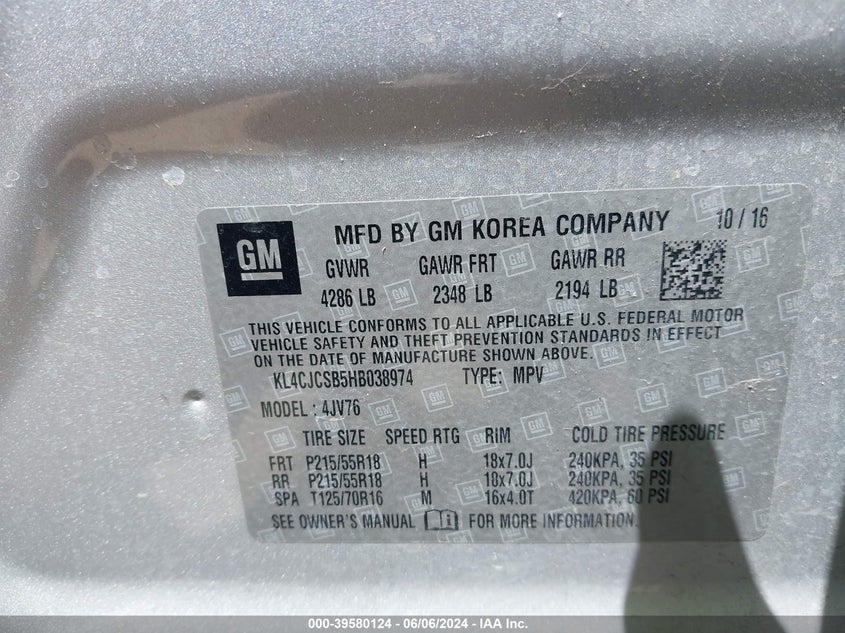 GM
MFD BY GM KOREA COMPANY 10 / 16
GVWR GAWR FRT GAWR RR
4286 LB 2348 LB 2194 LB
THIS VEHICLE CONFORMS TO ALL APPLICABLE U.S. FEDERAL MOTOR
VEHICLE SAFETY AND THEFT PREVENTION STANDARDS IN EFFECT
ON THE DATE OF MANUFACTURE SHOWN ABOVE.
KL4CJCSB5HB038974 TYPE: MPV
MODEL: 4JV76
TIRE SIZE SPEED RTG RIM COLD TIRE PRESSURE
FRT P215/55R18 H 18x7.0J 240KPA, 35 PSI
RR P215/55R18 H 18x7.0J 240KPA, 35 PSI
SPA T125/70R16 M 16x4.0T 420KPA, 60 PSI
SEE OWNER'S MANUAL FOR MORE INFORMATION.
000-39580124 - 06/06/2024 - IAA Inc.